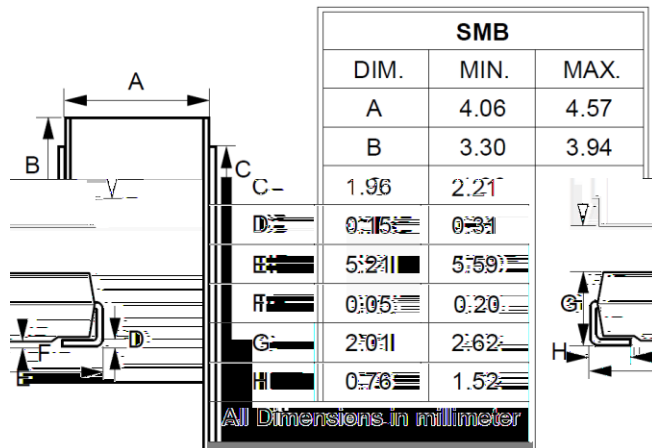 A
SMB
DIM. MIN. MAX.
A 4.06 4.57
B 3.30 3.94
B
C
C 1.96 2.21
D 0.15 0.31
E 5.21 5.59
F 0.05 0.20
G 2.01 2.62
H 0.76 1.52
G
F
D
H
E
All Dimensions in millimeter